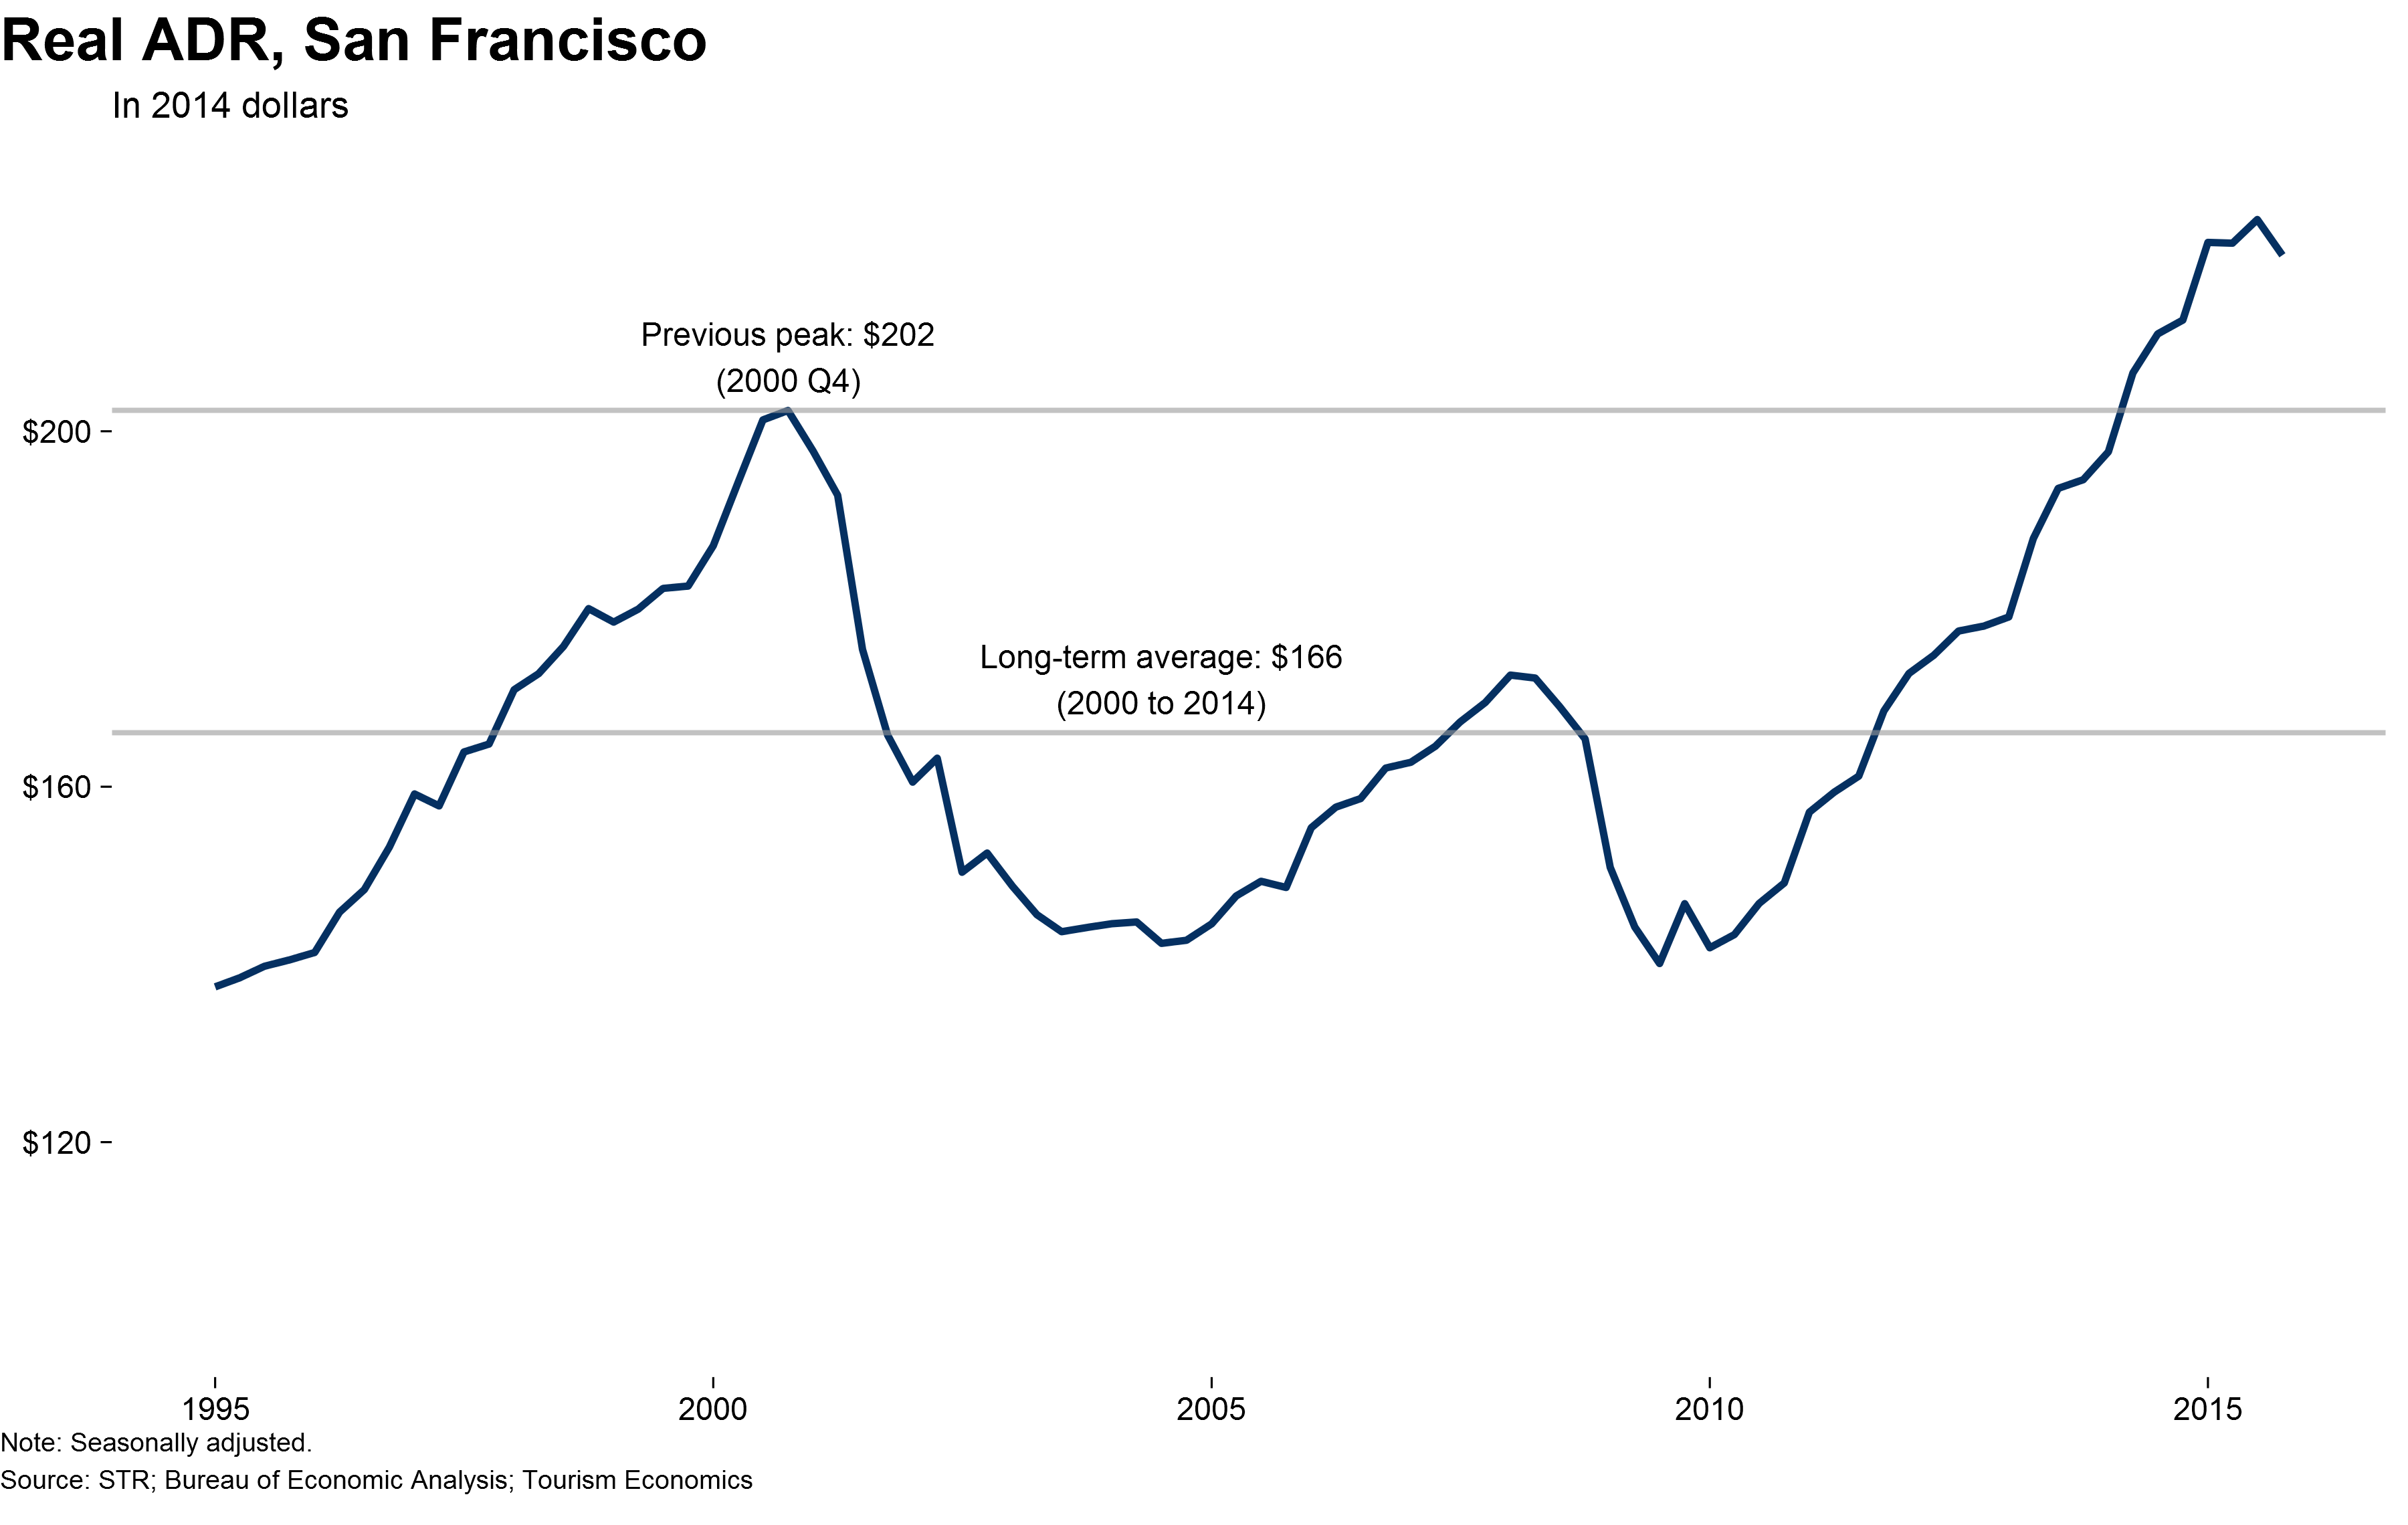 Real ADR, San Francisco
In 2014 dollars
Previous peak: $202
(2000 Q4)
$200
Long-term average: $166
(2000 to 2014)
$160
$120
1995
2000
2005
2010
2015
Note: Seasonally adjusted.
Source: STR; Bureau of Economic Analysis; Tourism Economics